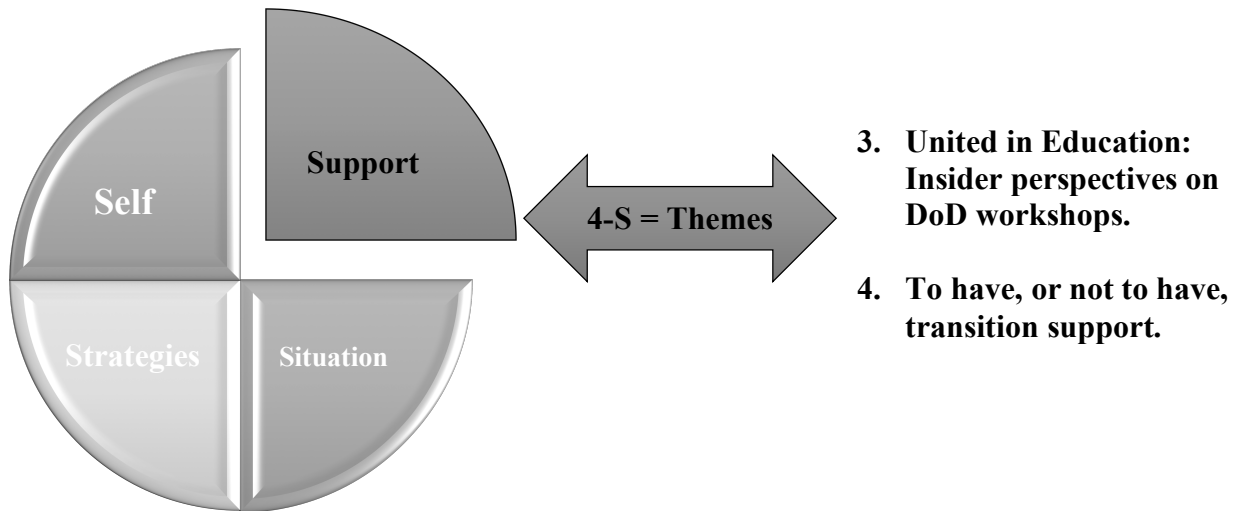 Support
Self
Strategies
Situation
4-S = Themes
3. United in Education:
Insider perspectives on
DoD workshops.
4. To have, or not to have,
transition support.